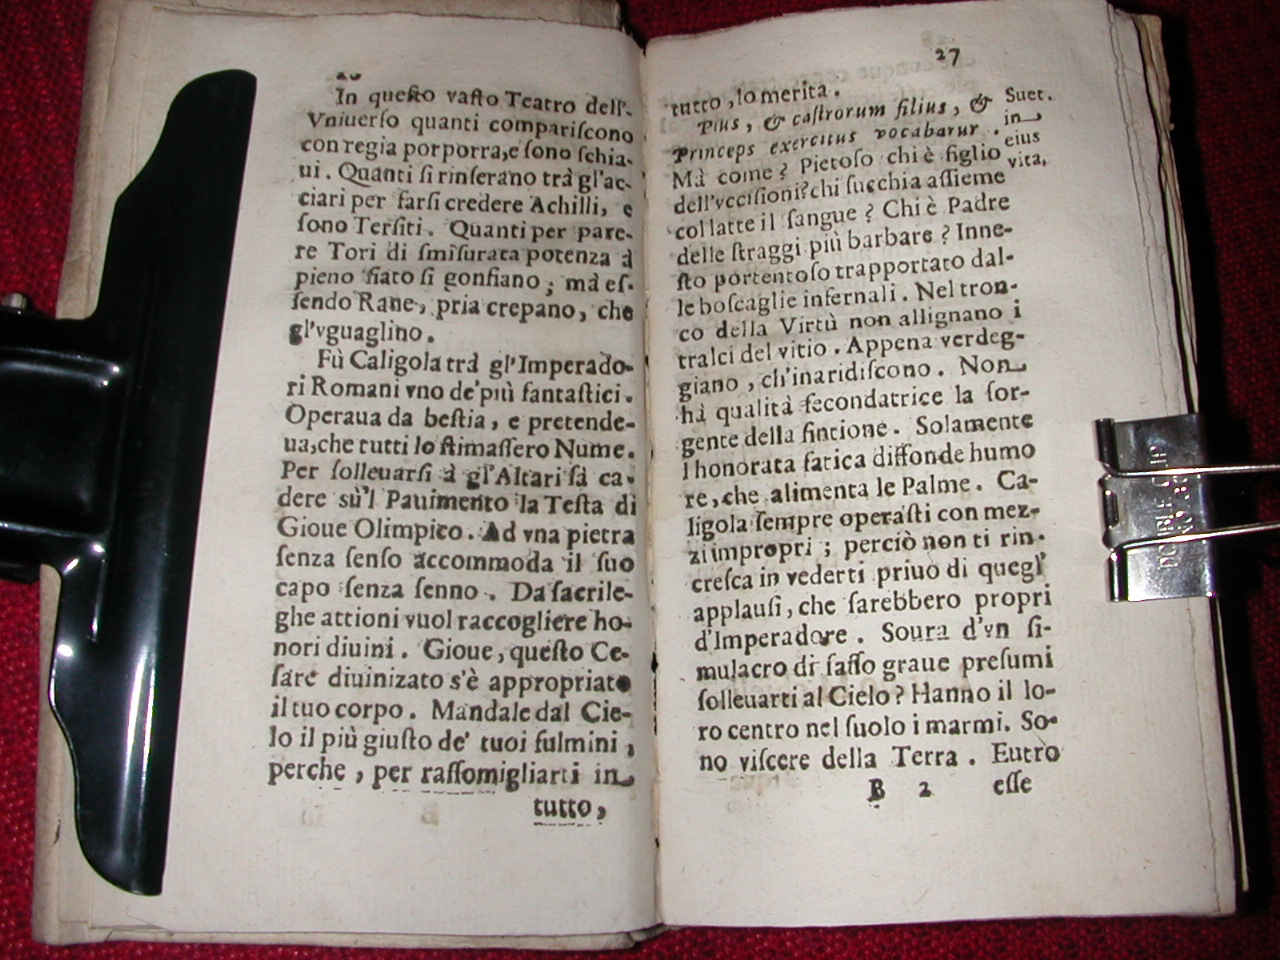 26
In queſto vaſto Teatro dell'-
Vniuerſo quanti compariſcono
con regia porporra,e ſono ſchia-
ui. Quanti ſi rinſerano trà gl'ac-
ciari per farſi credere Achilli, e
ſono Terſiti. Quanti per pare-
re Tori di ſmiſurata potenza à
pieno fiato ſi gonfiano; mà eſ-
ſendo Rane, pria crepano, che
gl'vguaglino.
Fù Caligola trà gl'Imperado-
ri Romani vno de'più fantaſtici.
Operaua da beſtia, e pretende-
ua,che tutti lo ſtimaſſero Nume.
Per ſolleuarſi à gl'Altari fà ca-
dere sù'l Pauimento la Teſta di
Gioue Olimpico. Ad vna pietra
ſenza ſenſo accommoda il ſuo
capo ſenza ſenno. Da ſacrile-
ghe attioni vuol raccogliere ho-
nori diuini. Gioue, queſto Ce-
ſare diuinizato s'è appropriato
il tuo corpo. Mandale dal Cie-
lo il più giuſto de' tuoi fulmini,
perche, per raſſomigliarti in
tutto,
27
tutto, lo merita.
Pius, & caſtrorum filius, &
Princeps exercitus vocabatur.
Suet.
in
eius
vita,
Mà come? Pietoſo chi è figlio
dell'vcciſioni?chi ſucchia aſſieme
col latte il ſangue? Chi è Padre
delle ſtraggi più barbare? Inne-
ſto portentoſo trapportato dal-
le boſcaglie infernali. Nel tron-
co della Virtù non allignano i
tralci del vitio. Appena verdeg-
giano, ch'inaridiſcono. Non
hà qualità fecondatrice la ſor-
gente della fintione. Solamente
l honorata fatica diffonde humo
re,che alimenta le Palme. Ca-
ligola ſempre operaſti con mez-
zi impropri; perciò non ti rin-
creſca in vederti priuo di quegl'
applauſi, che ſarebbero propri
d'Imperadore. Soura d'vn ſi-
mulacro di ſaſſo graue preſumi
ſolleuarti al Cielo? Hanno il lo-
ro centro nel ſuolo i marmi. So-
no viſcere della Terra. Entro
B 2 eſſe